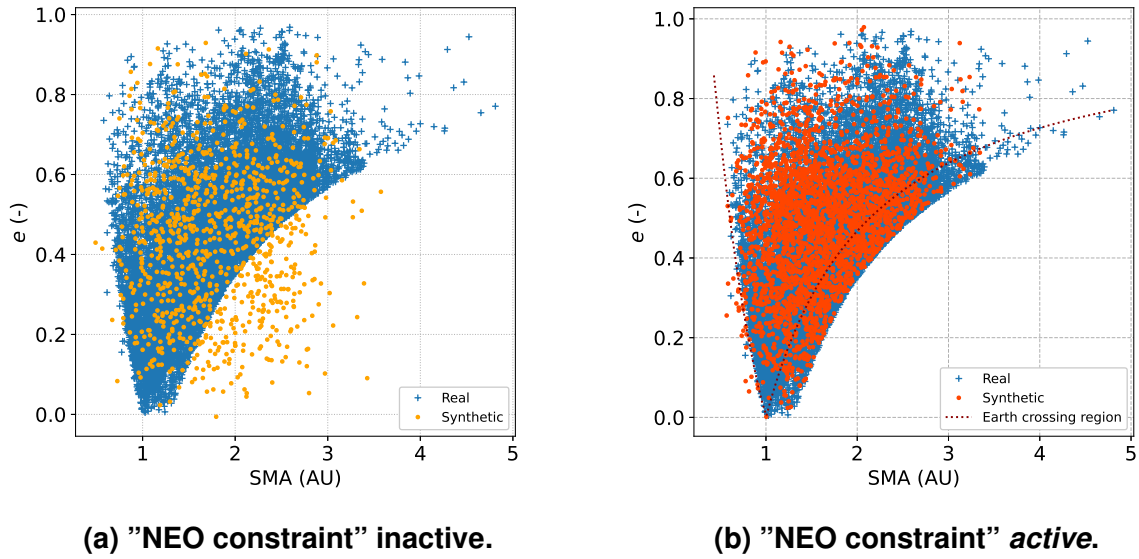 1.0
0.8
0.6
0.4
0.2
0.0
e (-)
1 2 3 4 5
SMA (AU)
Real
Synthetic
(a) ”NEO constraint” inactive.
1.0
0.8
0.6
0.4
0.2
0.0
e (-)
1 2 3 4 5
SMA (AU)
Real
Synthetic
Earth crossing region
(b) ”NEO constraint” active.